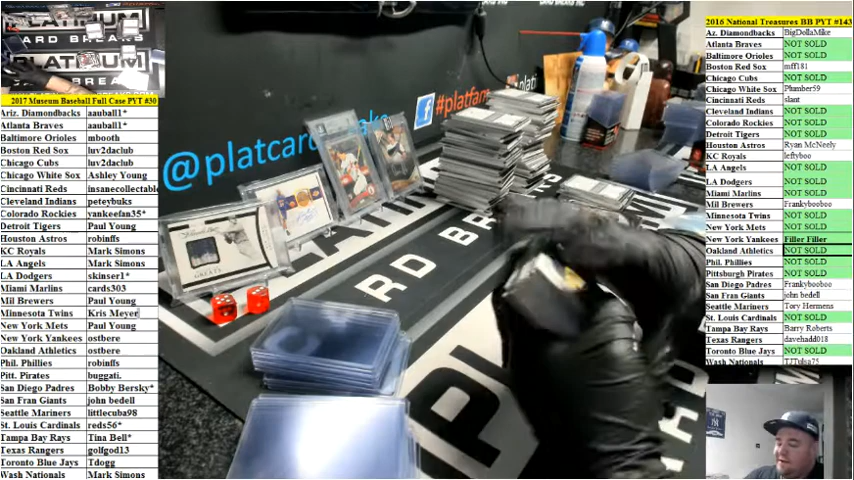 PLATINUM
CARD BREAKS
2017 Museum Baseball Full Case PYT #30
Ariz. Diamondbacks aauball1*
Atlanta Braves aauball1*
Baltimore Orioles mbooth
Boston Red Sox luv2daclub
Chicago Cubs luv2daclub
Chicago White Sox Ashley Young
Cincinnati Reds insanecollectable
Cleveland Indians peteybuks
Colorado Rockies yankeefan35*
Detroit Tigers Paul Young
Houston Astros robinffs
KC Royals Mark Simons
LA Angels Mark Simons
LA Dodgers skinser1*
Miami Marlins cards303
Mil Brewers Paul Young
Minnesota Twins Kris Meyer
New York Mets Paul Young
New York Yankees ostbere
Oakland Athletics ostbere
Phil. Phillies robinffs
Pitt. Pirates buggati.
San Diego Padres Bobby Bersky*
San Fran Giants john bedell
Seattle Mariners littlecuba98
St. Louis Cardinals reds56*
Tampa Bay Rays Tina Bell*
Texas Rangers golfgod13
Toronto Blue Jays Tdogg
Wash Nationals Mark Simons
@platcard
#platfam
f
RD BR
PL
2016 National Treasures BB PYT #143
Az. Diamondbacks BigDollaMike
Atlanta Braves NOT SOLD
Baltimore Orioles NOT SOLD
Boston Red Sox mff181
Chicago Cubs NOT SOLD
Chicago White Sox Plumber59
Cincinnati Reds slant
Cleveland Indians NOT SOLD
Colorado Rockies NOT SOLD
Detroit Tigers NOT SOLD
Houston Astros Ryan McNeely
KC Royals leftyboo
LA Angels NOT SOLD
LA Dodgers NOT SOLD
Miami Marlins NOT SOLD
Mil Brewers Frankybooboo
Minnesota Twins NOT SOLD
New York Mets NOT SOLD
New York Yankees Filler Filler
Oakland Athletics NOT SOLD
Phil. Phillies NOT SOLD
Pittsburgh Pirates NOT SOLD
San Diego Padres Frankybooboo
San Fran Giants john bedell
Seattle Mariners Tory Hermens
St. Louis Cardinals NOT SOLD
Tampa Bay Rays Barry Roberts
Texas Rangers davehadd018
Toronto Blue Jays NOT SOLD
Wash Nationals TJTulsa75